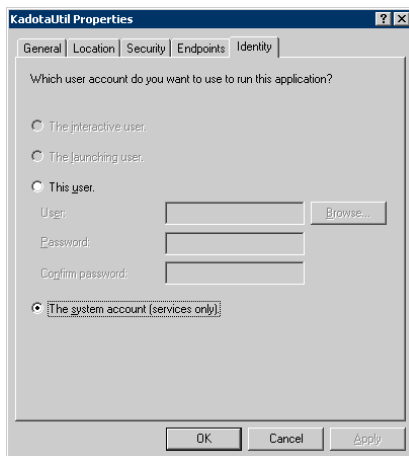 KadotaUtil Properties
General Location Security Endpoints Identity
Which user account do you want to use to run this application?
The interactive user.
The launching user.
This user.
User: Browse...
Password:
Confirm password:
The system account (services only).
OK Cancel Apply